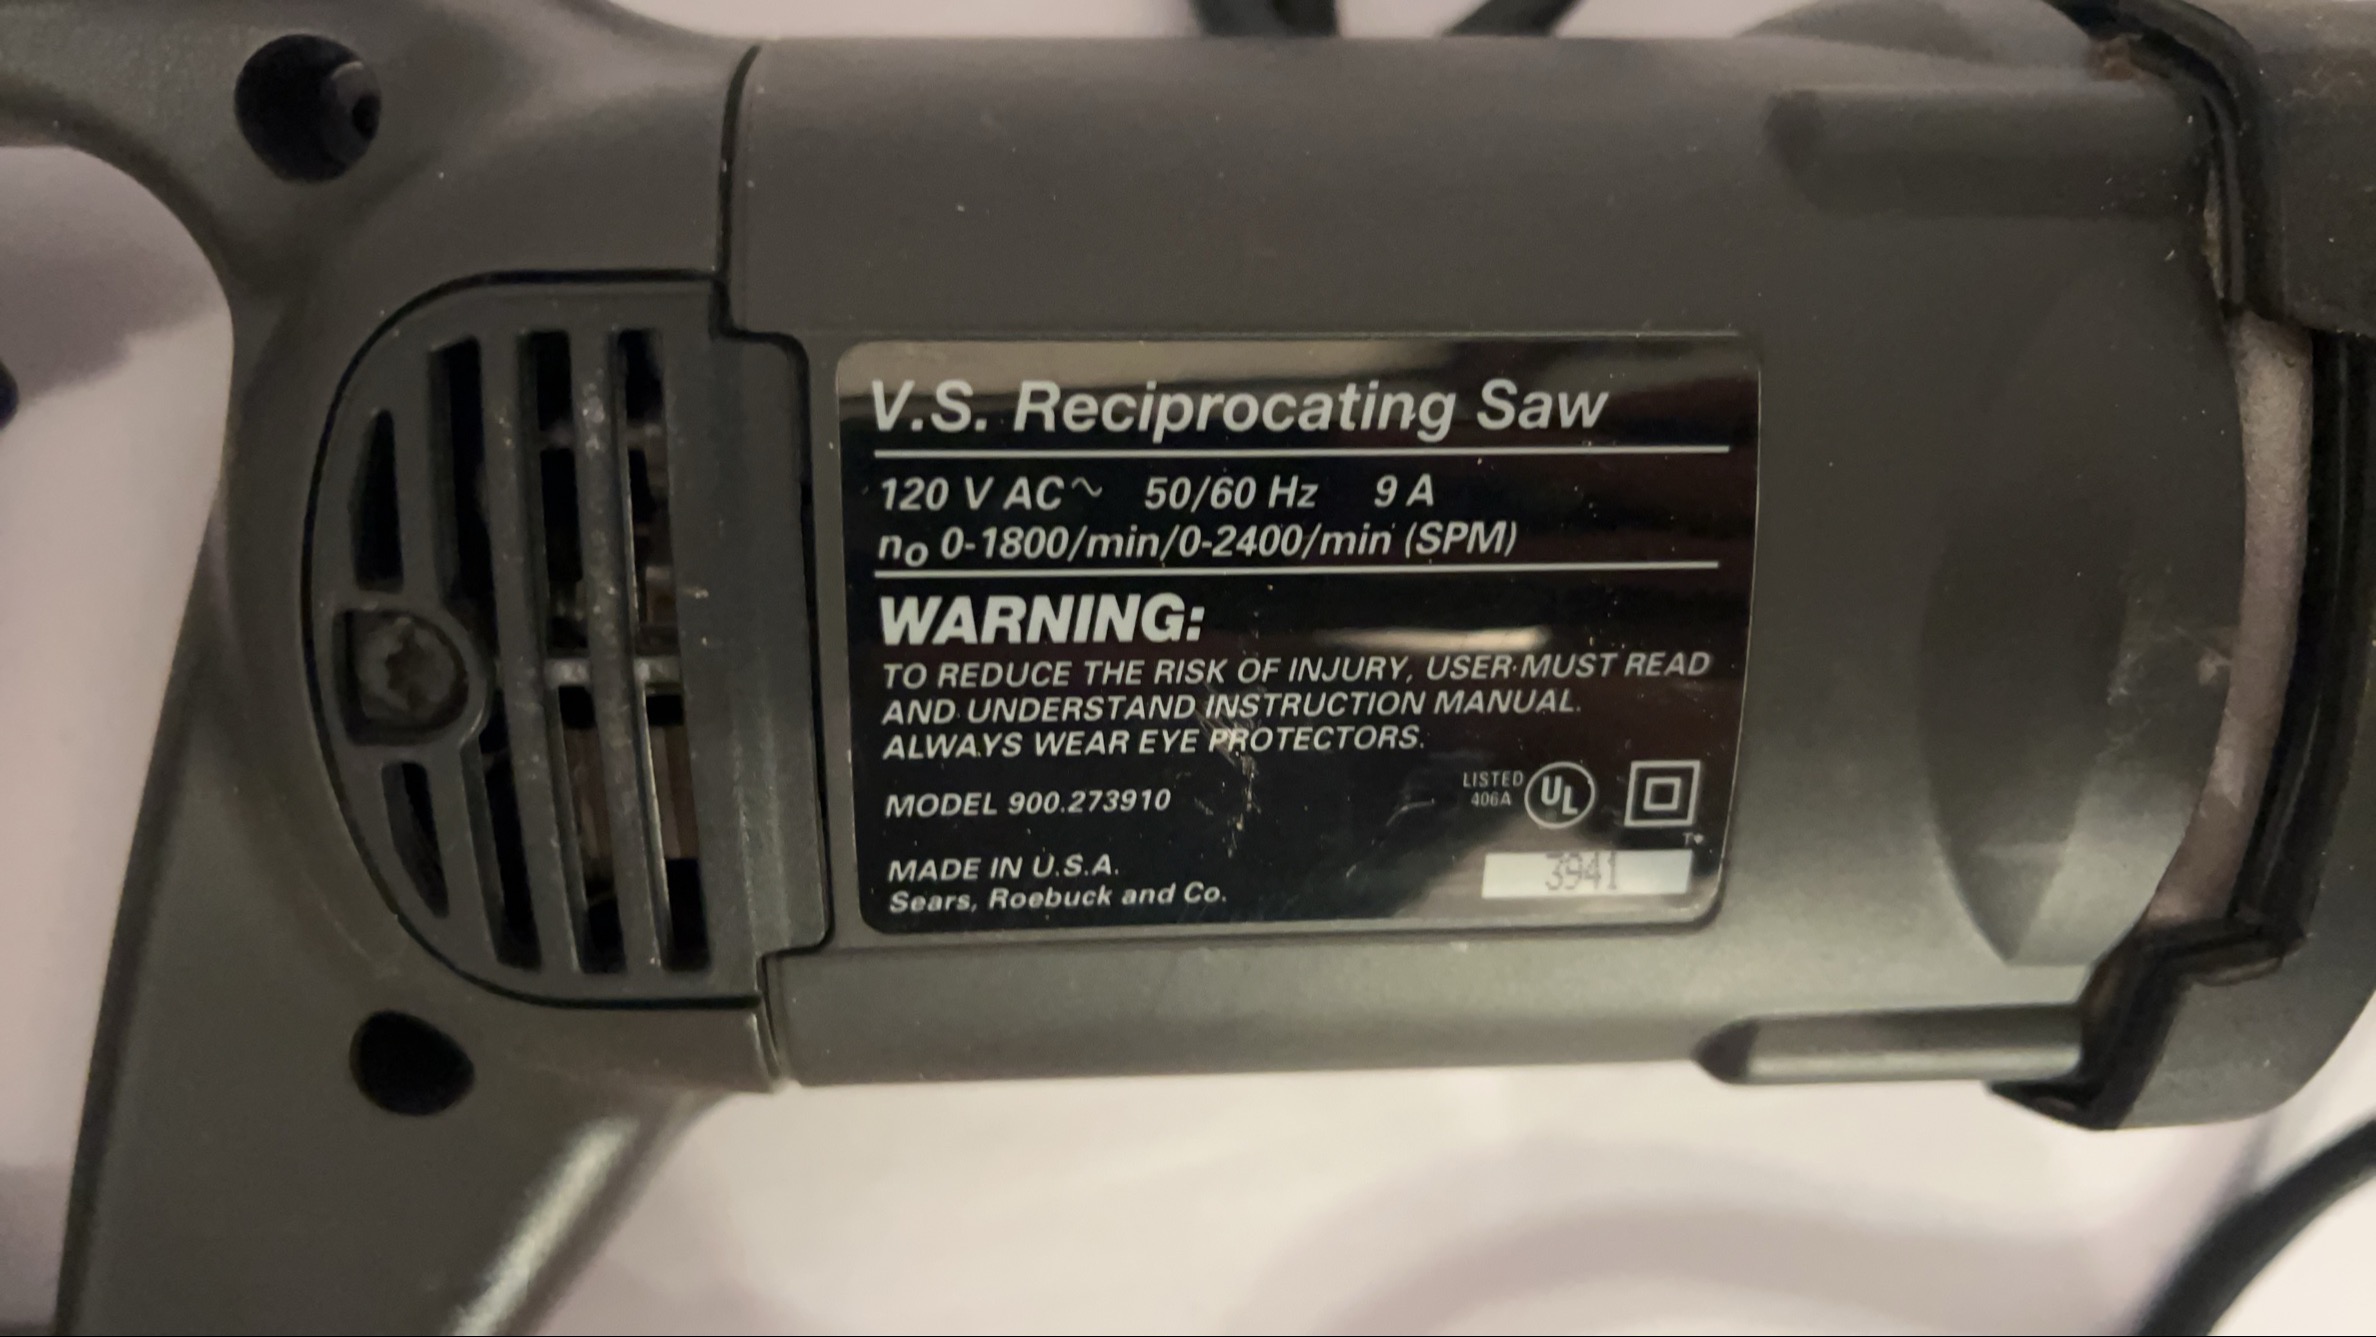 V.S. Reciprocating Saw
120 V AC~ 50/60 Hz 9 A
no 0-1800/min/0-2400/min (SPM)
WARNING:
TO REDUCE THE RISK OF INJURY, USER MUST READ
AND UNDERSTAND INSTRUCTION MANUAL.
ALWAYS WEAR EYE PROTECTORS.
MODEL 900.273910
LISTED
406A
UL
MADE IN U.S.A.
Sears, Roebuck and Co.
3941